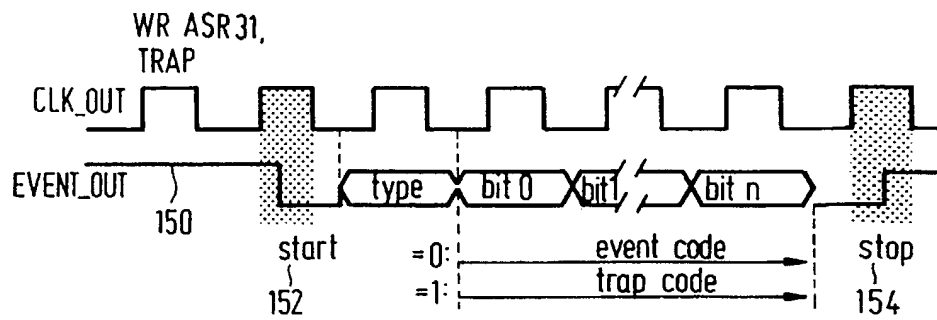 WR ASR31,
TRAP
CLK_OUT
EVENT_OUT
type
bit 0
bit1
bit n
150
start
=0:
event code
stop
152
=1:
trap code
154